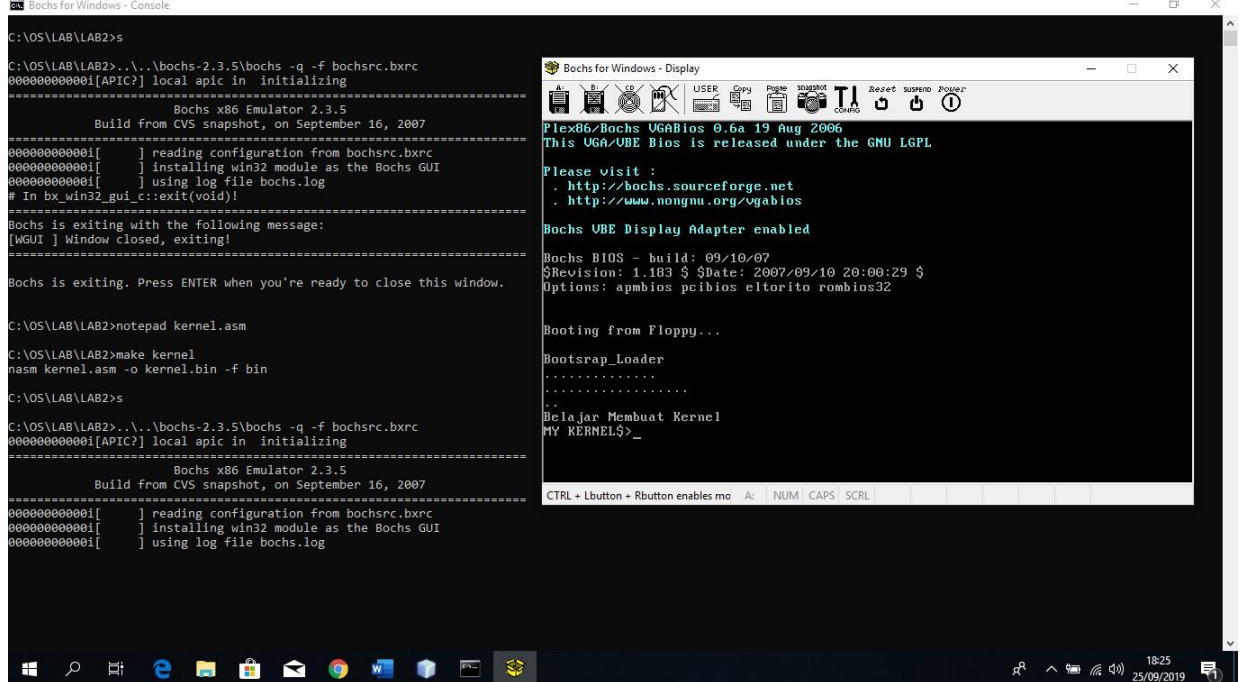 Bochs for Windows - Console
C:\OS\LAB\LAB2>s
C:\OS\LAB\LAB2>..\..\bochs-2.3.5\bochs -q -f bochsrc.bxrc
00000000000i[APIC?] local apic in  initializing
========================================================================
Bochs x86 Emulator 2.3.5
Build from CVS snapshot, on September 16, 2007
========================================================================
00000000000i[     ] reading configuration from bochsrc.bxrc
00000000000i[     ] installing win32 module as the Bochs GUI
00000000000i[     ] using log file bochs.log
# In bx_win32_gui_c::exit(void)!
========================================================================
Bochs is exiting with the following message:
[WGUI ] Window closed, exiting!
========================================================================
Bochs is exiting. Press ENTER when you're ready to close this window.
C:\OS\LAB\LAB2>notepad kernel.asm
C:\OS\LAB\LAB2>make kernel
nasm kernel.asm -o kernel.bin -f bin
C:\OS\LAB\LAB2>s
C:\OS\LAB\LAB2>..\..\bochs-2.3.5\bochs -q -f bochsrc.bxrc
00000000000i[APIC?] local apic in  initializing
========================================================================
Bochs x86 Emulator 2.3.5
Build from CVS snapshot, on September 16, 2007
========================================================================
00000000000i[     ] reading configuration from bochsrc.bxrc
00000000000i[     ] installing win32 module as the Bochs GUI
00000000000i[     ] using log file bochs.log
Bochs for Windows - Display
A: B: CD USER Copy Paste snapshot CONFIG Reset SUSPEND Power
Plex86/Bochs VGABios 0.6a 19 Aug 2006
This VGA/VBE Bios is released under the GNU LGPL
Please visit :
. http://bochs.sourceforge.net
. http://www.nongnu.org/vgabios
Bochs VBE Display Adapter enabled
Bochs BIOS - build: 09/10/07
$Revision: 1.183 $ $Date: 2007/09/10 20:00:29 $
Options: apmbios pcibios eltorito rombios32
Booting from Floppy...
Bootsrap_Loader
..............
..................
..
Belajar Membuat Kernel
MY KERNEL$>_
CTRL + Lbutton + Rbutton enables mo A: NUM CAPS SCRL
18:25
25/09/2019